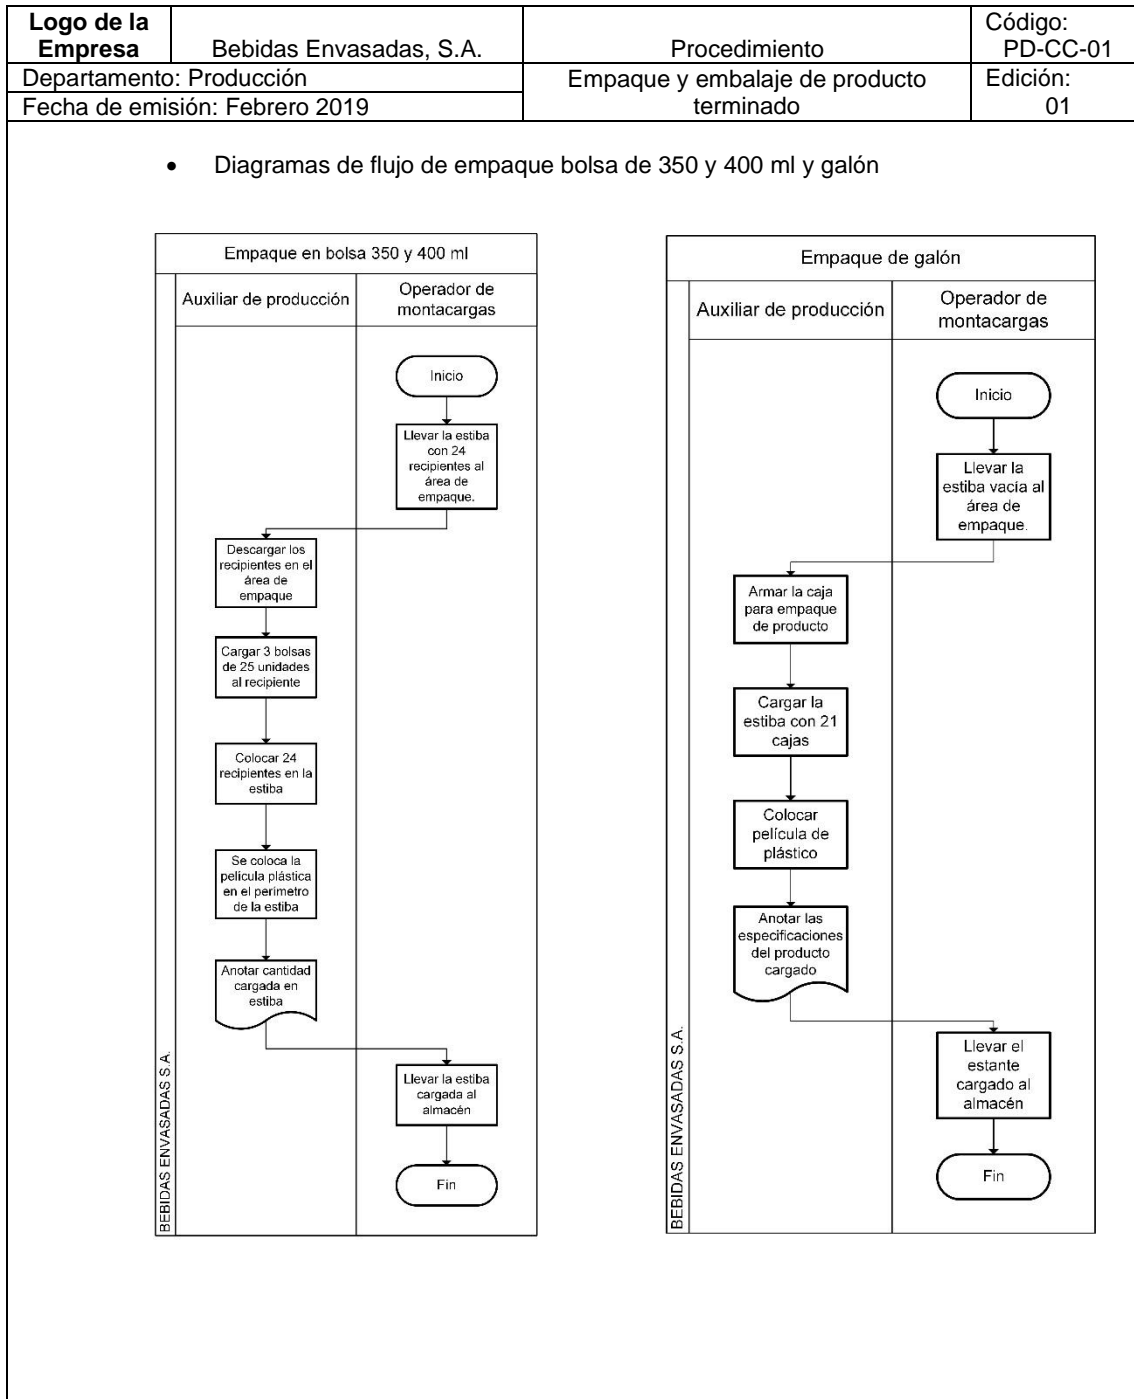 Logo de la
Empresa
Bebidas Envasadas, S.A.
Procedimiento
Código:
PD-CC-01
Departamento: Producción
Fecha de emisión: Febrero 2019
Empaque y embalaje de producto
terminado
Edición:
01
• Diagramas de flujo de empaque bolsa de 350 y 400 ml y galón
Empaque en bolsa 350 y 400 ml
Auxiliar de producción
Operador de
montacargas
Inicio
Llevar la estiba
con 24
recipientes al
área de
empaque.
Descargar los
recipientes en el
área de
empaque
Cargar 3 bolsas
de 25 unidades
al recipiente
Colocar 24
recipientes en la
estiba
Se coloca la
película plástica
en el perímetro
de la estiba
Anotar cantidad
cargada en
estiba
Llevar la estiba
cargada al
almacén
Fin
BEBIDAS ENVASADAS S.A.
Empaque de galón
Auxiliar de producción
Operador de
montacargas
Inicio
Llevar la
estiba vacía al
área de
empaque.
Armar la caja
para empaque
de producto
Cargar la
estiba con 21
cajas
Colocar
película de
plástico
Anotar las
especificaciones
del producto
cargado
Llevar el
estante
cargado al
almacén
Fin
BEBIDAS ENVASADAS S.A.